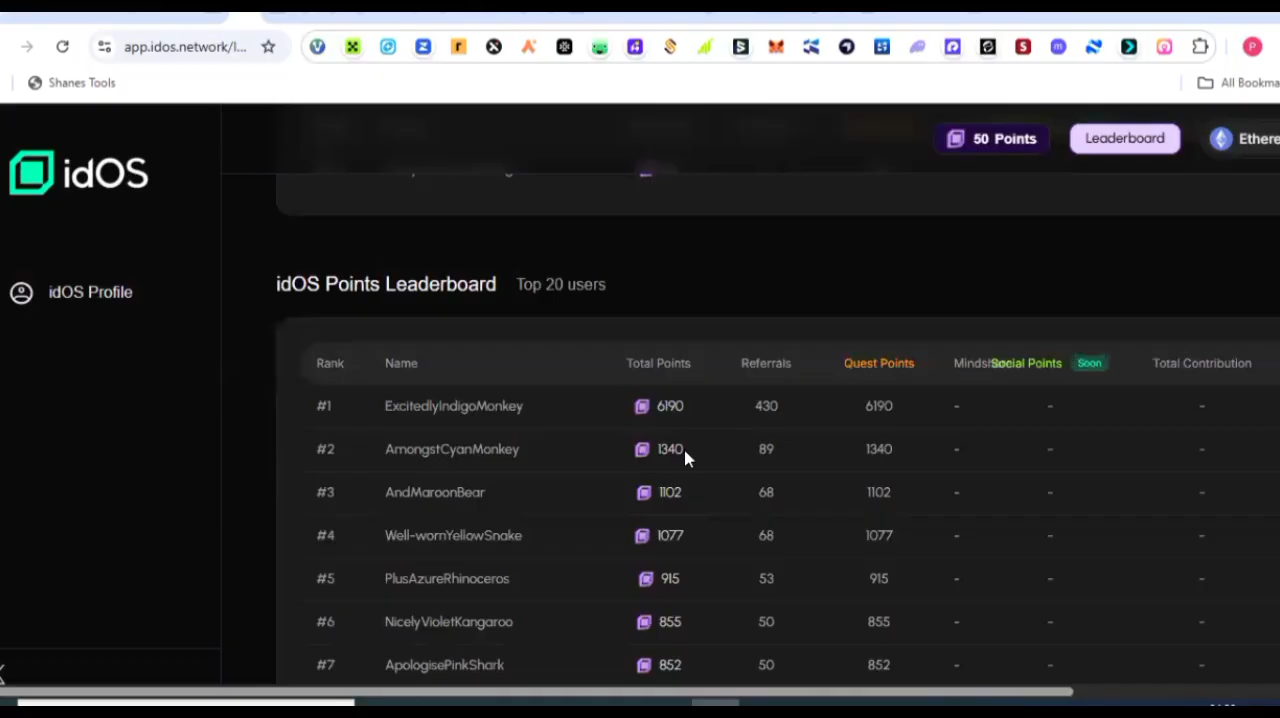 app.idos.network/l...
Shanes Tools
All Bookma
idOS
50 Points
Leaderboard
Ethere
idOS Profile
idOS Points Leaderboard Top 20 users
Rank Name Total Points Referrals Quest Points Social Points Soon Total Contribution
#1 ExcitedlyIndigoMonkey 6190 430 6190 - - -
#2 AmongstCyanMonkey 1340 89 1340 - - -
#3 AndMaroonBear 1102 68 1102 - - -
#4 Well-wornYellowSnake 1077 68 1077 - - -
#5 PlusAzureRhinoceros 915 53 915 - - -
#6 NicelyVioletKangaroo 855 50 855 - - -
#7 ApologisePinkShark 852 50 852 - - -